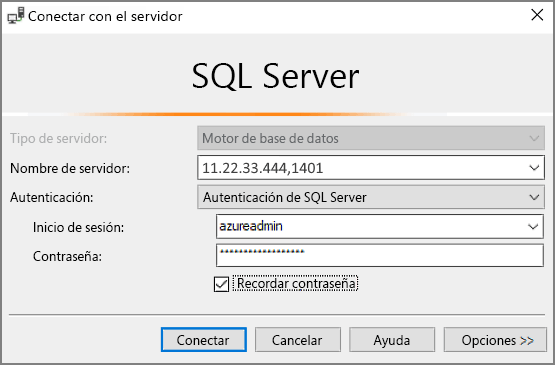 Conectar con el servidor
SQL Server
Tipo de servidor: Motor de base de datos
Nombre de servidor: 11.22.33.444,1401
Autenticación: Autenticación de SQL Server
Inicio de sesión: azureadmin
Contraseña: ******************
Recordar contraseña
Conectar Cancelar Ayuda Opciones >>